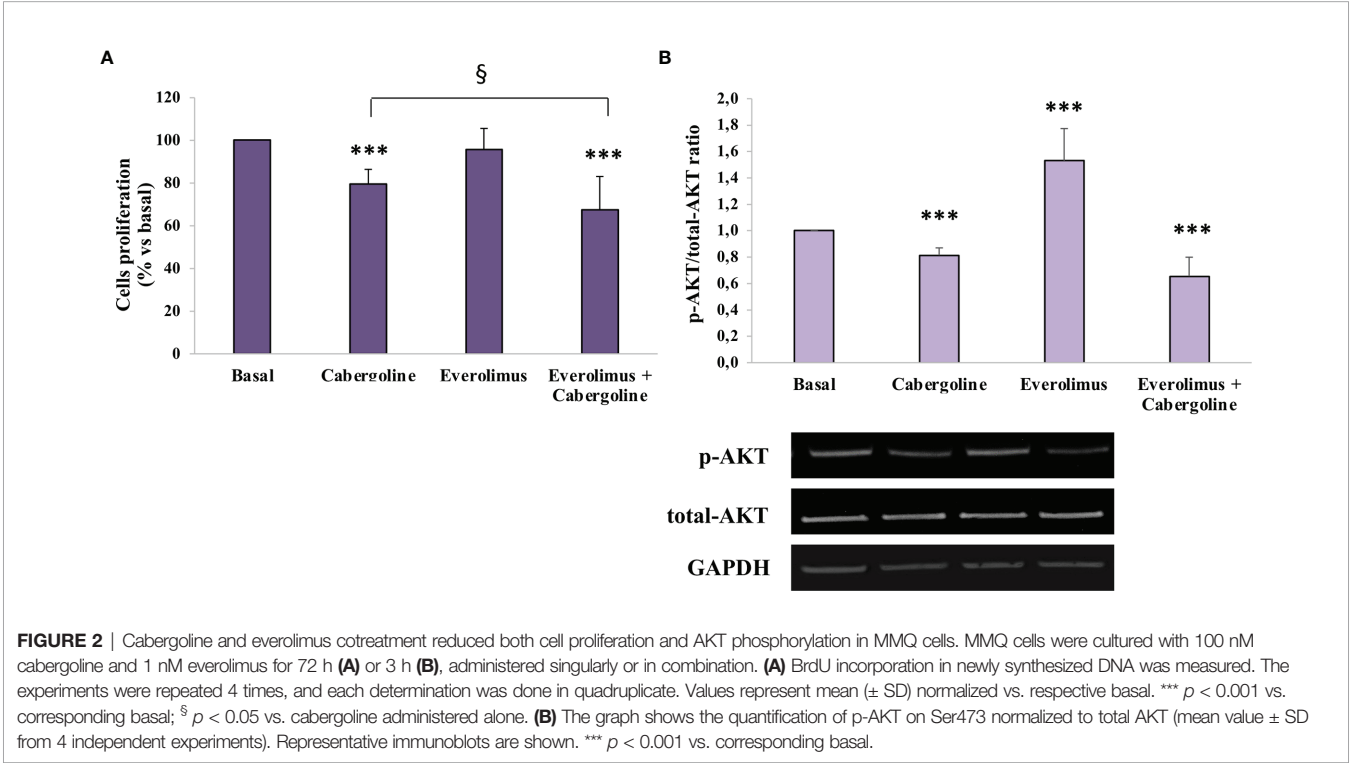 A
§
120
100
80
60
40
20
0
Cells proliferation
(% vs basal)
***
***
Basal
Cabergoline
Everolimus
Everolimus +
Cabergoline
B
2,0
1,8
1,6
1,4
1,2
1,0
0,8
0,6
0,4
0,2
0,0
p-AKT/total-AKT ratio
***
***
***
Basal
Cabergoline
Everolimus
Everolimus +
Cabergoline
p-AKT
total-AKT
GAPDH
FIGURE 2 | Cabergoline and everolimus cotreatment reduced both cell proliferation and AKT phosphorylation in MMQ cells. MMQ cells were cultured with 100 nM
cabergoline and 1 nM everolimus for 72 h (A) or 3 h (B), administered singularly or in combination. (A) BrdU incorporation in newly synthesized DNA was measured. The
experiments were repeated 4 times, and each determination was done in quadruplicate. Values represent mean (± SD) normalized vs. respective basal. *** p < 0.001 vs.
corresponding basal; § p < 0.05 vs. cabergoline administered alone. (B) The graph shows the quantification of p-AKT on Ser473 normalized to total AKT (mean value ± SD
from 4 independent experiments). Representative immunoblots are shown. *** p < 0.001 vs. corresponding basal.